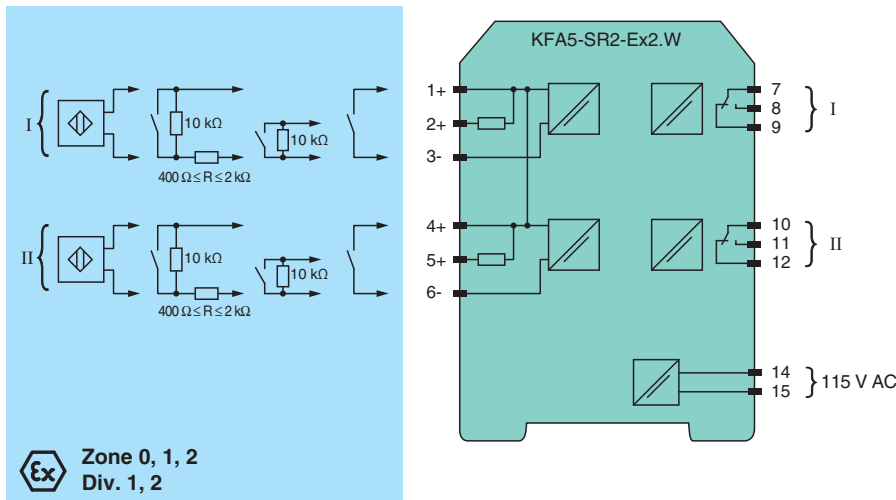 KFA5-SR2-Ex2.W
I
10 kΩ
10 kΩ
400 Ω ≤ R ≤ 2 kΩ
1+
2+
3-
7
8
9
I
II
10 kΩ
10 kΩ
400 Ω ≤ R ≤ 2 kΩ
4+
5+
6-
10
11
12
II
14
15
115 V AC
Ex
Zone 0, 1, 2
Div. 1, 2